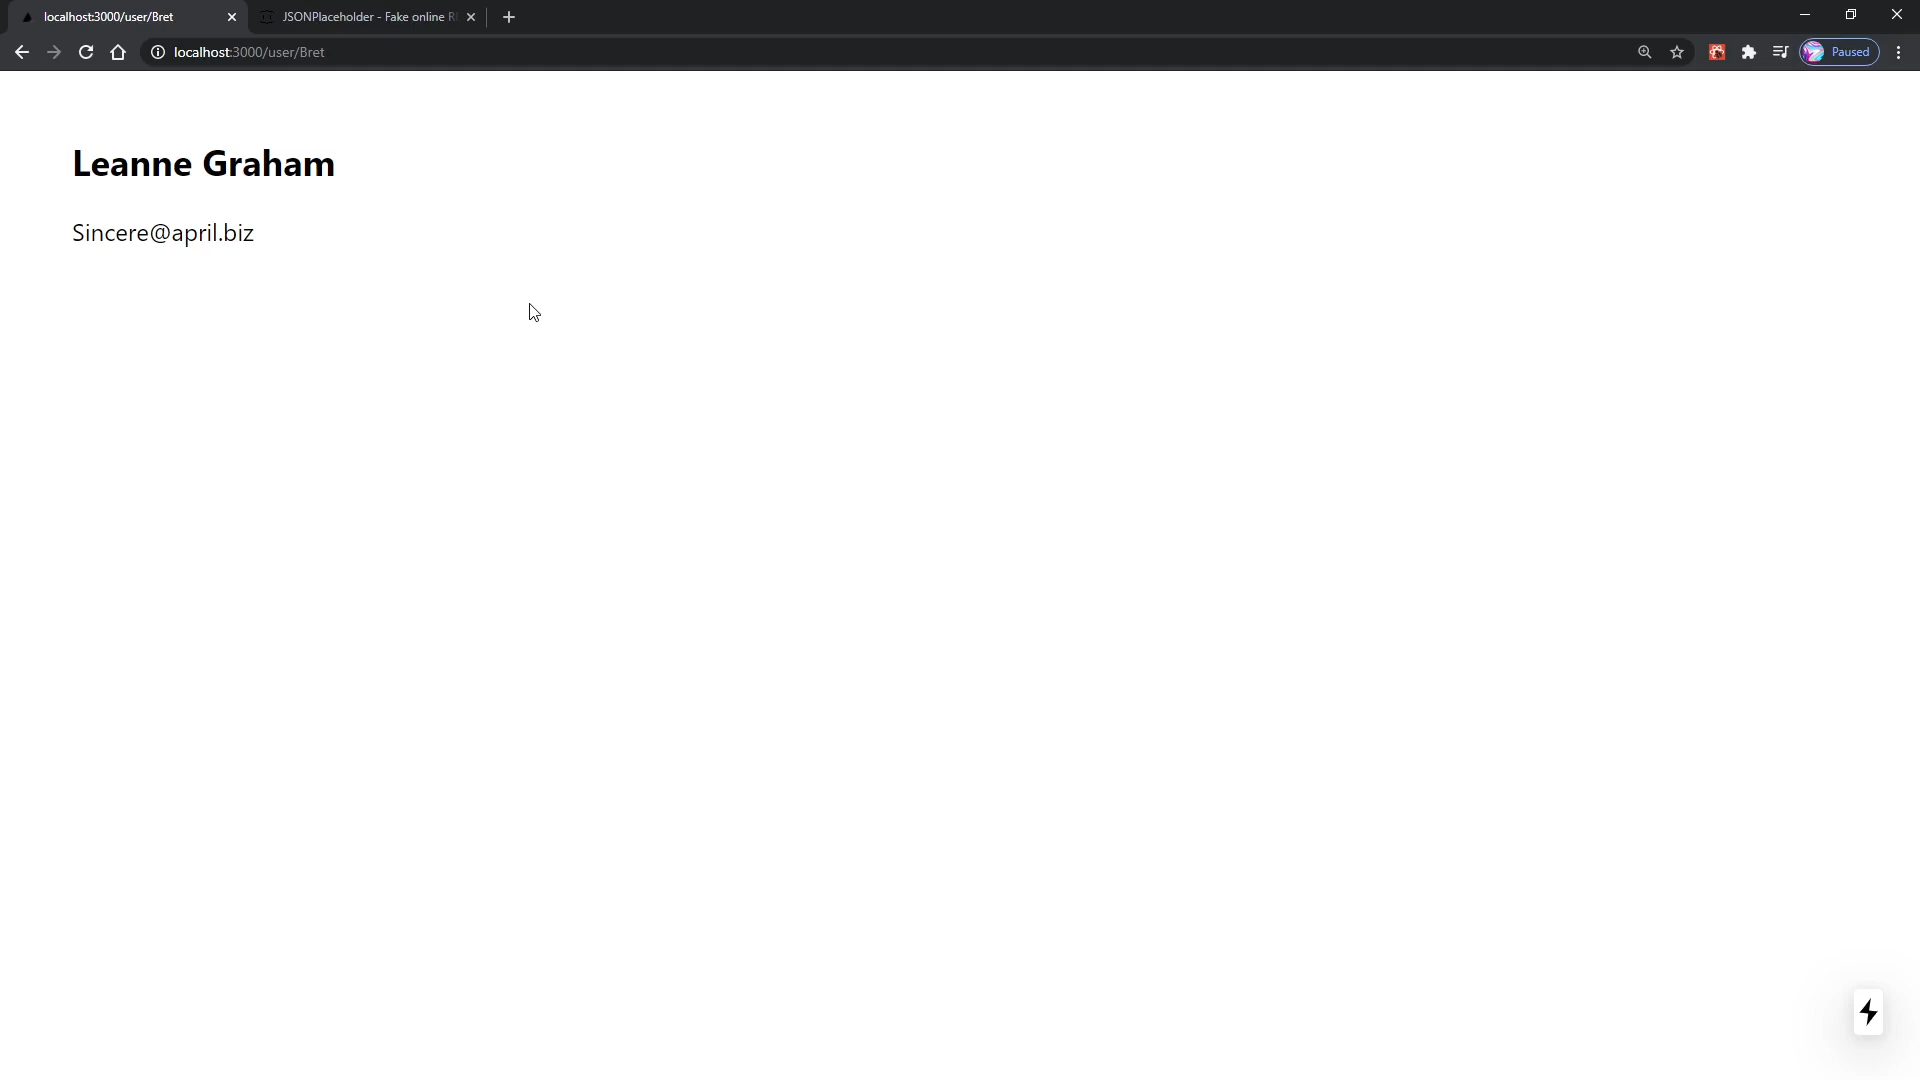 localhost:3000/user/Bret
JSONPlaceholder - Fake online
localhost:3000/user/Bret
Paused
Leanne Graham
Sincere@april.biz